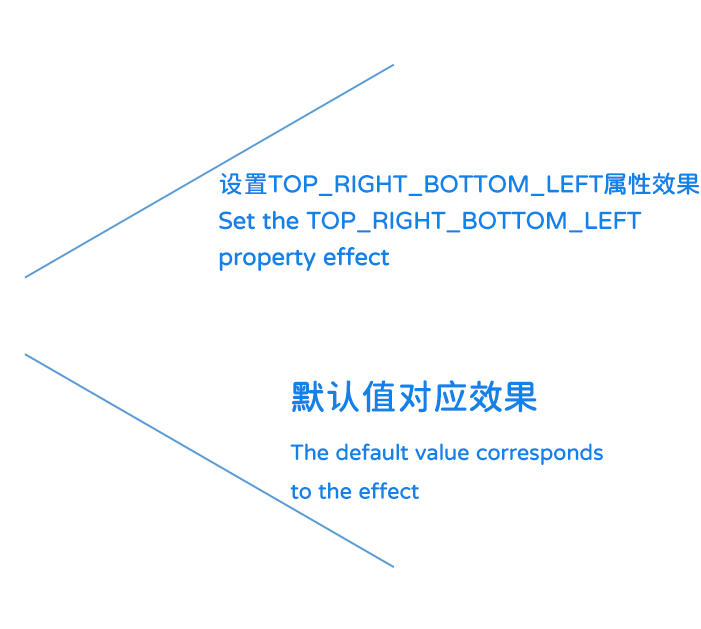 设置TOP_RIGHT_BOTTOM_LEFT属性效果
Set the TOP_RIGHT_BOTTOM_LEFT
property effect
默认值对应效果
The default value corresponds
to the effect